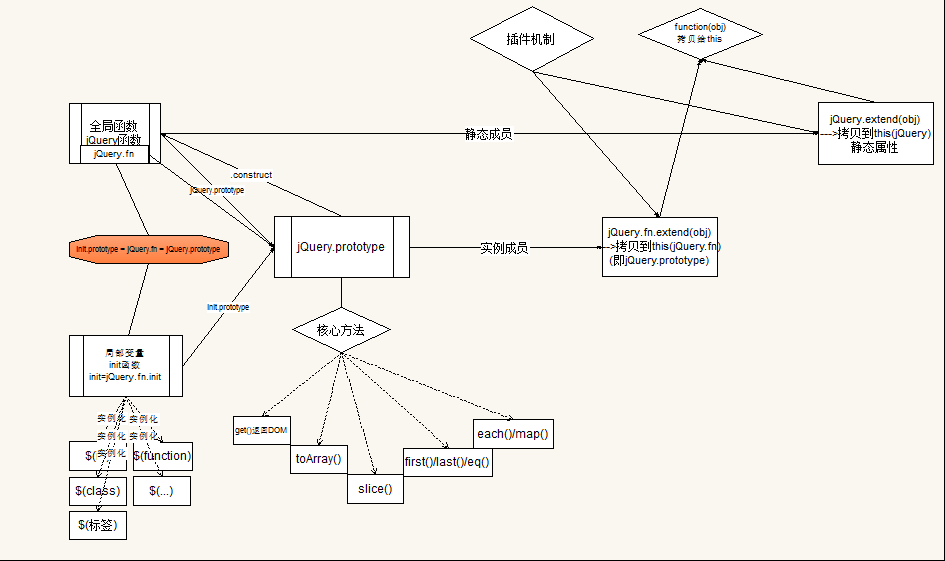 插件机制
function(obj)
拷贝给this
全局函数
jQuery函数
jQuery.fn
静态成员
jQuery.extend(obj)
--->拷贝到this(jQuery)
静态属性
.construct
jQuery.prototype
init.prototype = jQuery.fn = jQuery.prototype
jQuery.prototype
实例成员
jQuery.fn.extend(obj)
-->拷贝到this(jQuery.fn)
(即jQuery.prototype)
init.prototype
核心方法
局部变量
init函数
init=jQuery.fn.init
实例化 实例化
实例化 实例化
实例化
$(
$(function)
$(class)
$(...)
$(标签)
get()返回DOM
toArray()
slice()
first()/last()/eq()
each()/map()